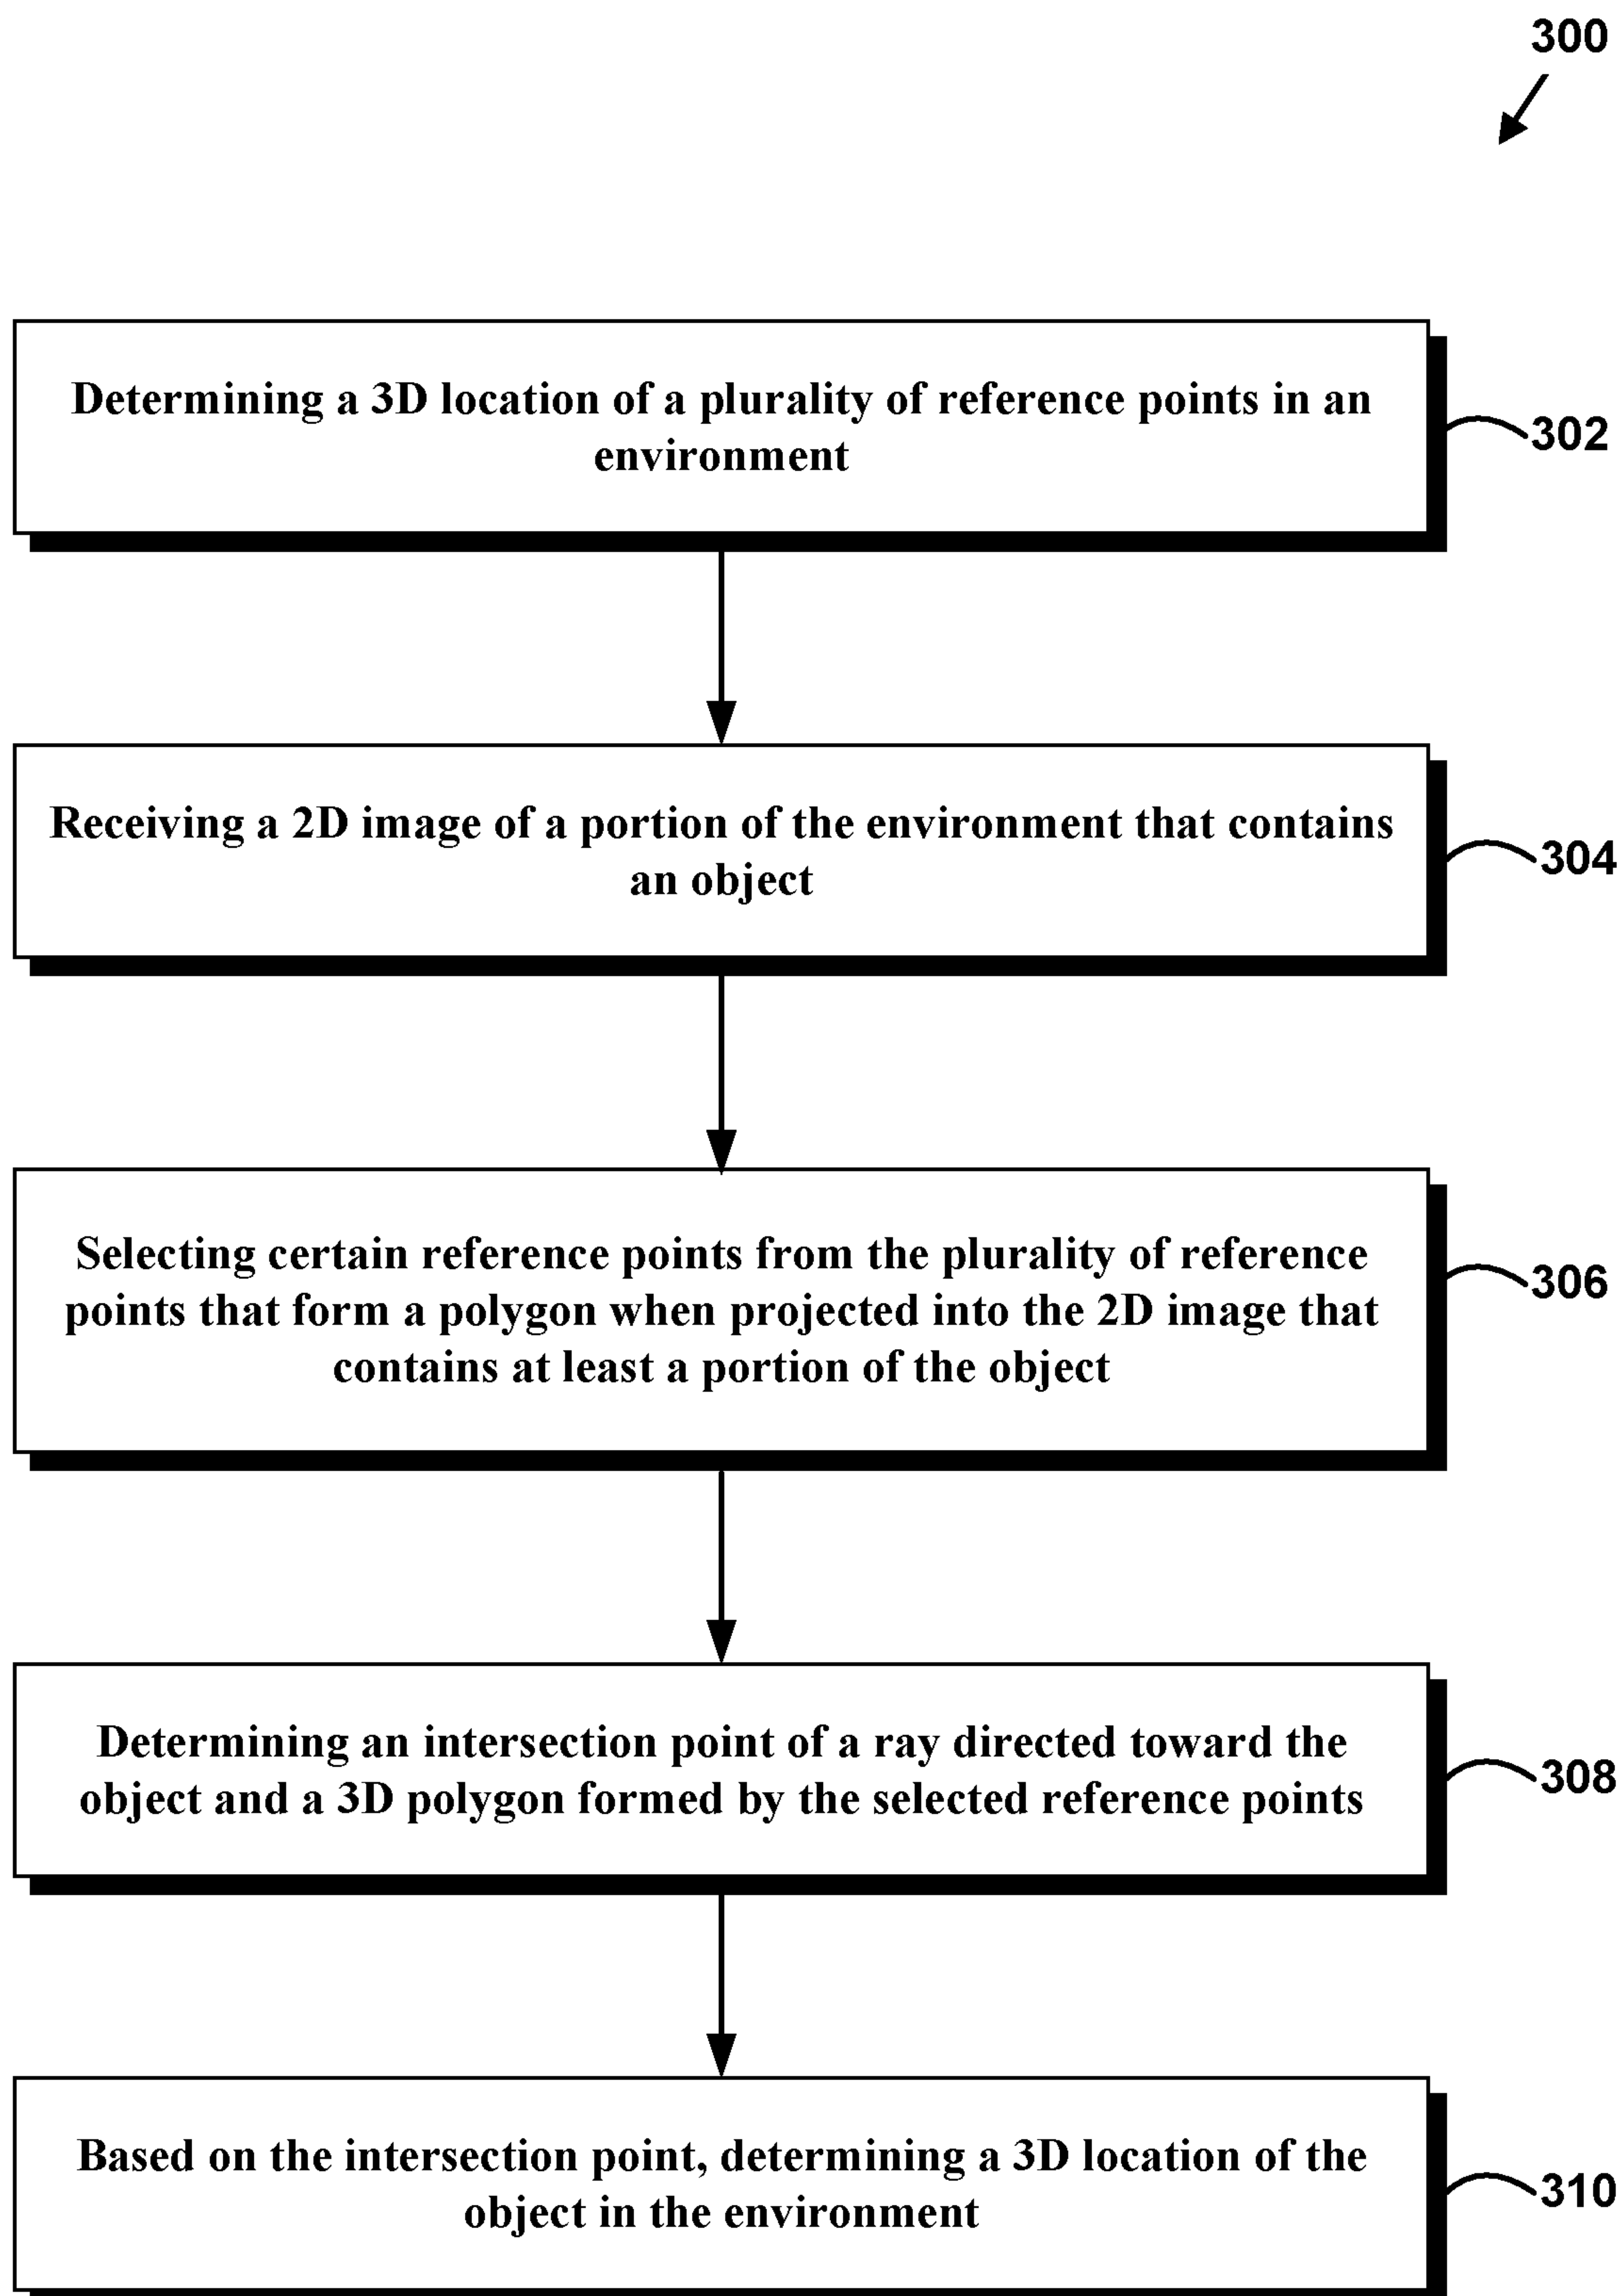 300
Determining a 3D location of a plurality of reference points in an
environment
302
Receiving a 2D image of a portion of the environment that contains
an object
304
Selecting certain reference points from the plurality of reference
points that form a polygon when projected into the 2D image that
contains at least a portion of the object
306
Determining an intersection point of a ray directed toward the
object and a 3D polygon formed by the selected reference points
308
Based on the intersection point, determining a 3D location of the
object in the environment
310